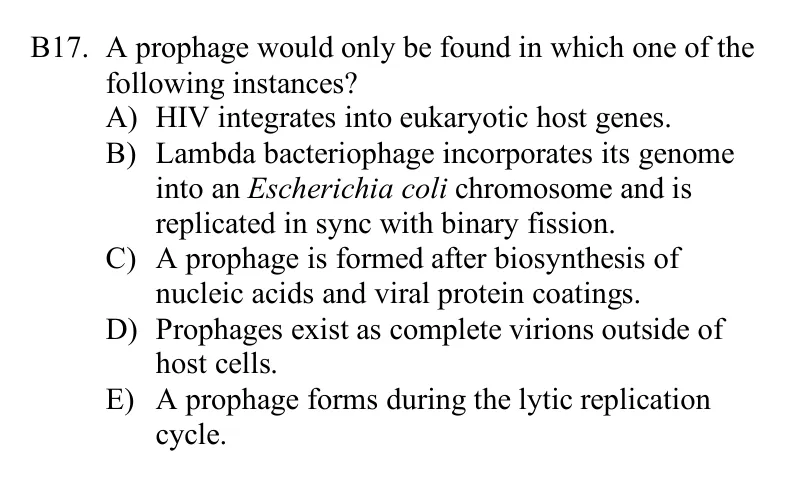 B17. A prophage would only be found in which one of the
following instances?
A) HIV integrates into eukaryotic host genes.
B) Lambda bacteriophage incorporates its genome
into an Escherichia coli chromosome and is
replicated in sync with binary fission.
C) A prophage is formed after biosynthesis of
nucleic acids and viral protein coatings.
D) Prophages exist as complete virions outside of
host cells.
E) A prophage forms during the lytic replication
cycle.